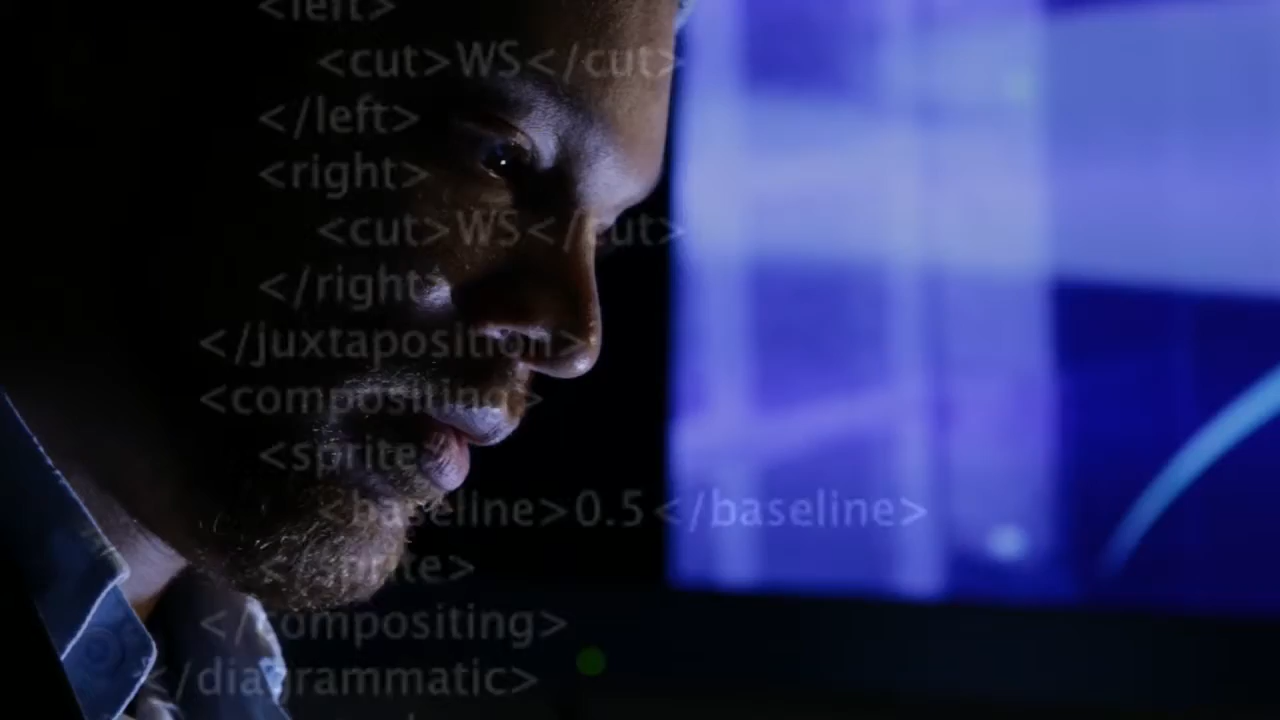 <left>
<cut>WS</cut>
</left>
<right>
<cut>WS</cut>
</right>
</juxtaposition>
<compositing>
<sprite>
<baseline>0.5</baseline>
</sprite>
</compositing>
</diagrammatic>